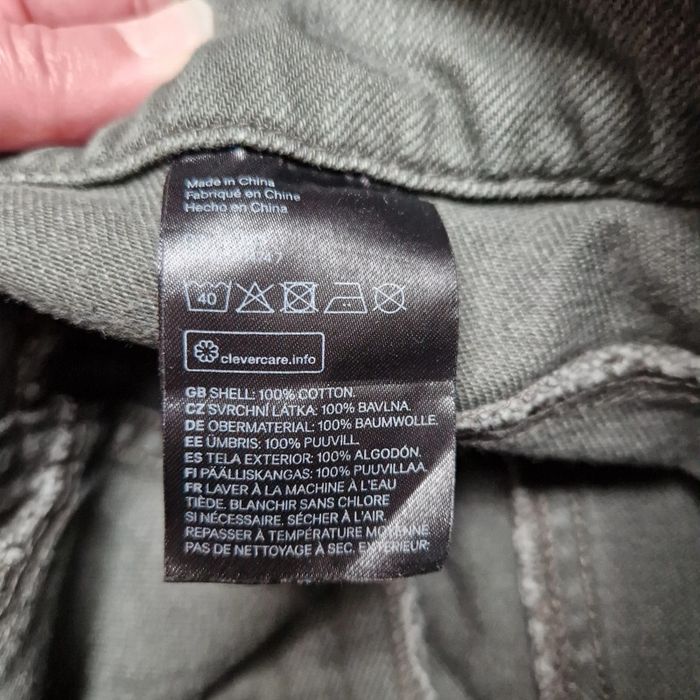 Made in China
Fabriqué en Chine
Hecho en China
40
clevercare.info
GB SHELL: 100% COTTON.
CZ SVRCHNÍ LÁTKA: 100% BAVLNA.
DE OBERMATERIAL: 100% BAUMWOLLE.
EE ÜMBRIS: 100% PUUVILL.
ES TELA EXTERIOR: 100% ALGODÓN.
FI PÄÄLLISKANGAS: 100% PUUVILLAA.
FR LAVER À LA MACHINE À L'EAU
TIÈDE. BLANCHIR SANS CHLORE
SI NÉCESSAIRE. SÉCHER À L'AIR.
REPASSER À TEMPÉRATURE MOYENNE
PAS DE NETTOYAGE À SEC. EXTÉRIEUR: